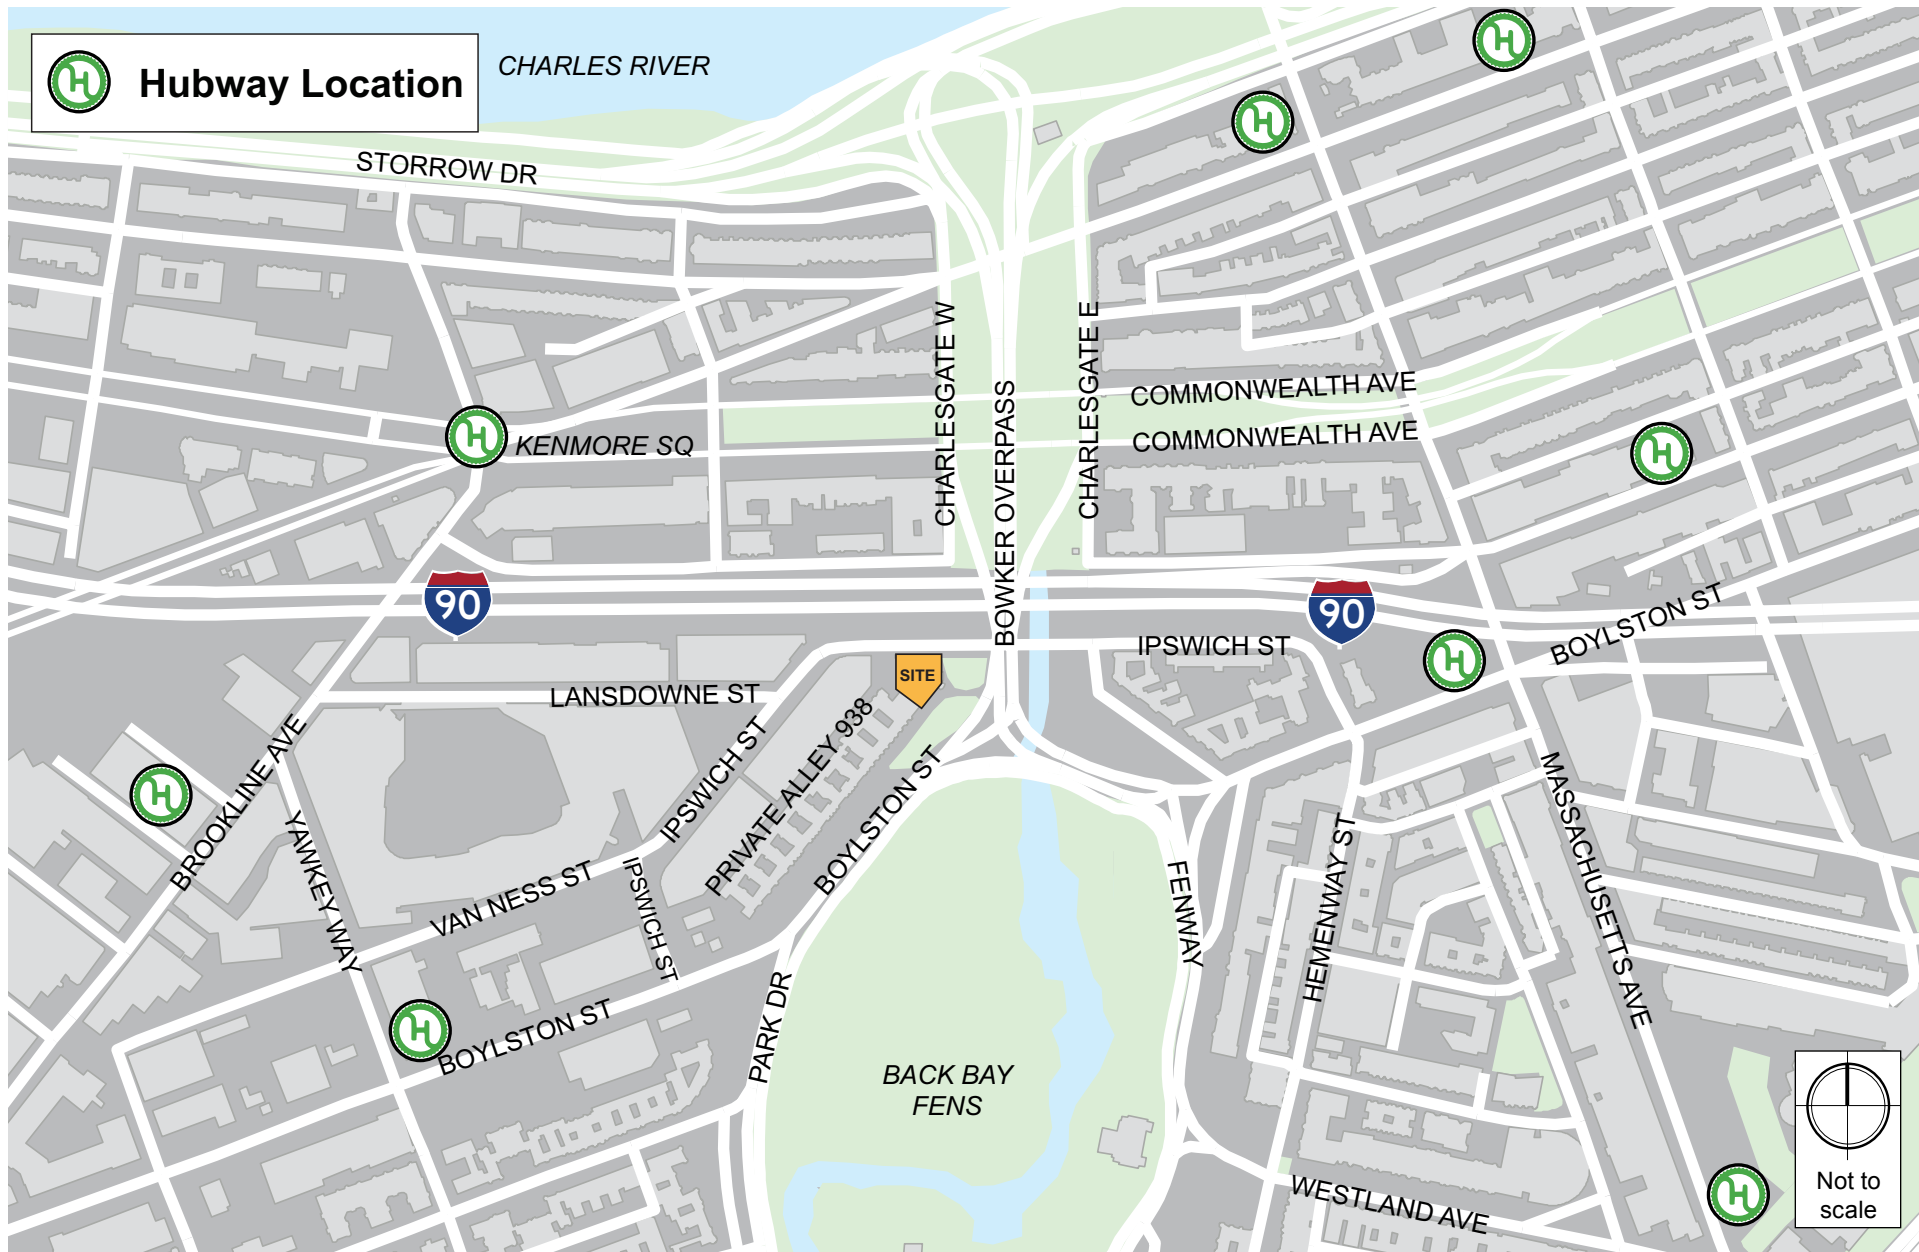 H Hubway Location
CHARLES RIVER
H
H
STORROW DR
CHARLESGATE W
BOWKER OVERPASS
CHARLESGATE E
COMMONWEALTH AVE
COMMONWEALTH AVE
H
KENMORE SQ
H
90
90
IPSWICH ST
BOYLSTON ST
H
SITE
LANSDOWNE ST
IPSWICH ST
PRIVATE ALLEY 938
BOYLSTON ST
H
BROOKLINE AVE
YAWKEY WAY
VAN NESS ST
IPSWICH ST
FENWAY
HEMENWAY ST
MASSACHUSETTS AVE
H
BOYLSTON ST
PARK DR
BACK BAY
FENS
WESTLAND AVE
H
Not to
scale